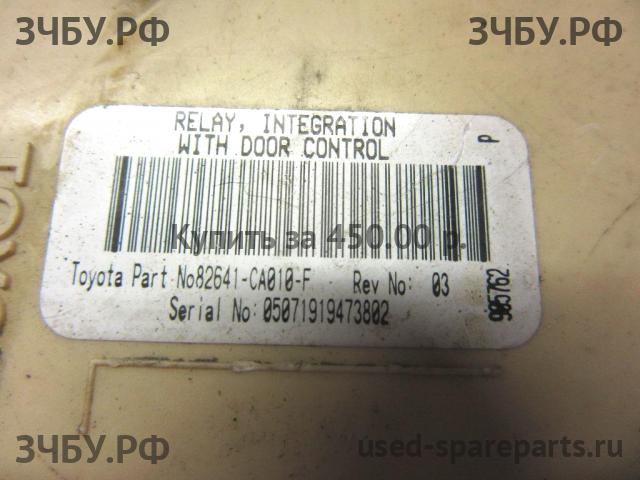 ЗЧБУ.РФ
ЗЧБУ.РФ
RELAY, INTEGRATION
WITH DOOR CONTROL
P
Купить за 450.00 р.
Toyota Part No82641-CA010-F Rev No: 03
Serial No: 05071919473802
905762
ЗЧБУ.РФ
used-spareparts.ru